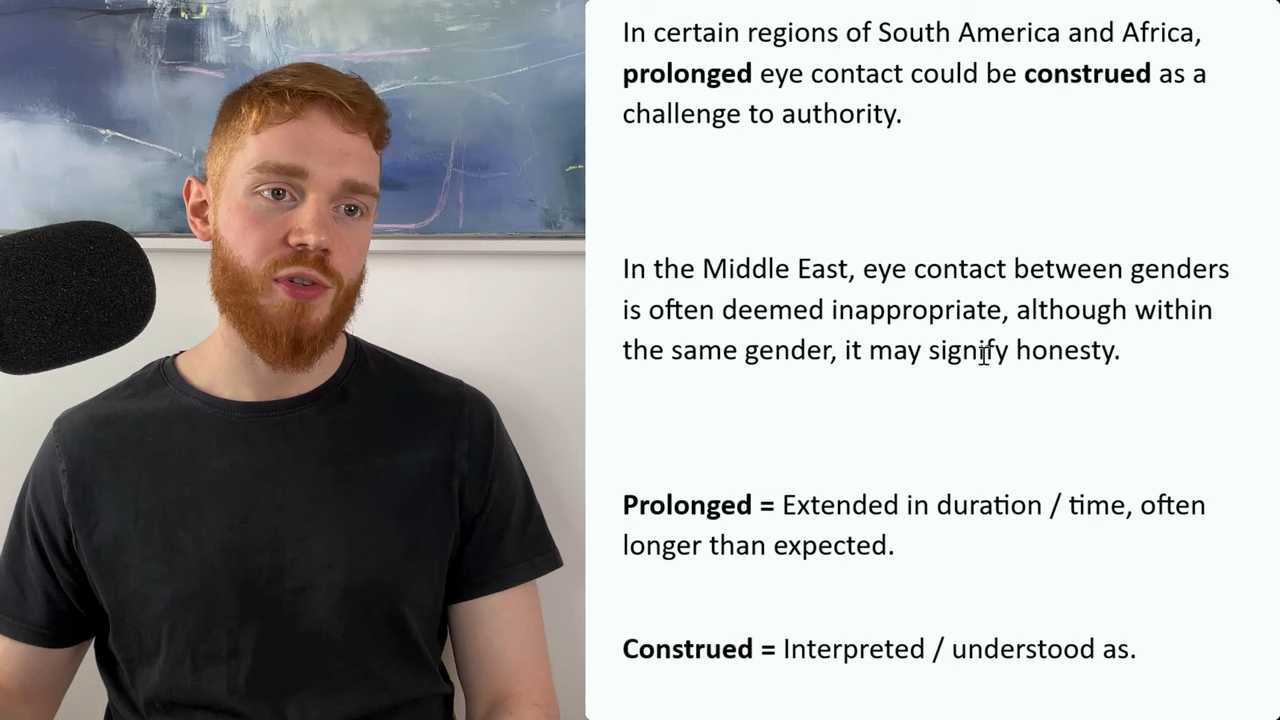 In certain regions of South America and Africa,
prolonged eye contact could be construed as a
challenge to authority.
In the Middle East, eye contact between genders
is often deemed inappropriate, although within
the same gender, it may signify honesty.
Prolonged = Extended in duration / time, often
longer than expected.
Construed = Interpreted / understood as.